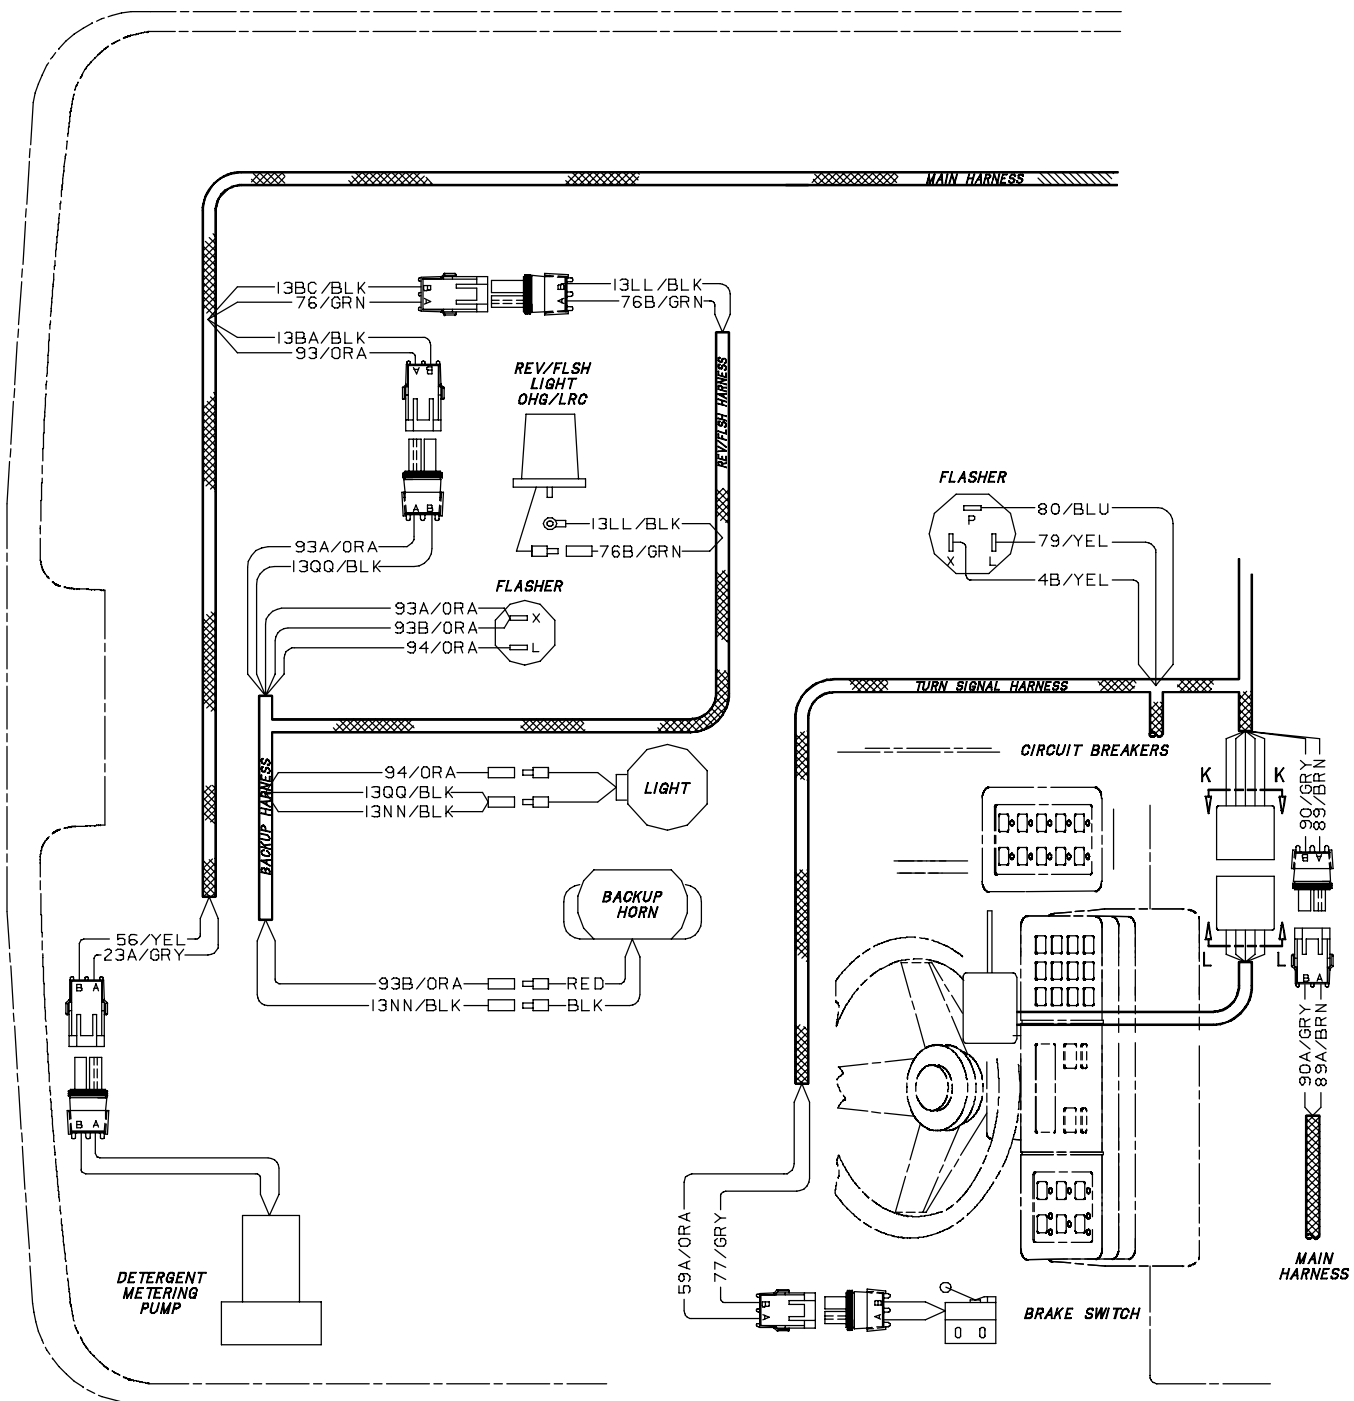 MAIN HARNESS
13BC/BLK
76/GRN
B
A
B
A
13LL/BLK
76B/GRN
13BA/BLK
93/ORA
A B
REV/FLSH
LIGHT
OHG/LRC
REV/FLSH HARNESS
A B
13LL/BLK
76B/GRN
93A/ORA
13QQ/BLK
FLASHER
P
X
L
80/BLU
79/YEL
4B/YEL
FLASHER
93A/ORA
93B/ORA
94/ORA
X
L
TURN SIGNAL HARNESS
CIRCUIT BREAKERS
BACKUP HARNESS
94/ORA
13QQ/BLK
13NN/BLK
LIGHT
K
K
90/GRY
89/BRN
B A
BACKUP
HORN
56/YEL
23A/GRY
93B/ORA
RED
13NN/BLK
BLK
L
L
B A
B A
90A/GRY
89A/BRN
B A
59A/ORA
77/GRY
DETERGENT
METERING
PUMP
B
A
B
A
BRAKE SWITCH
MAIN
HARNESS